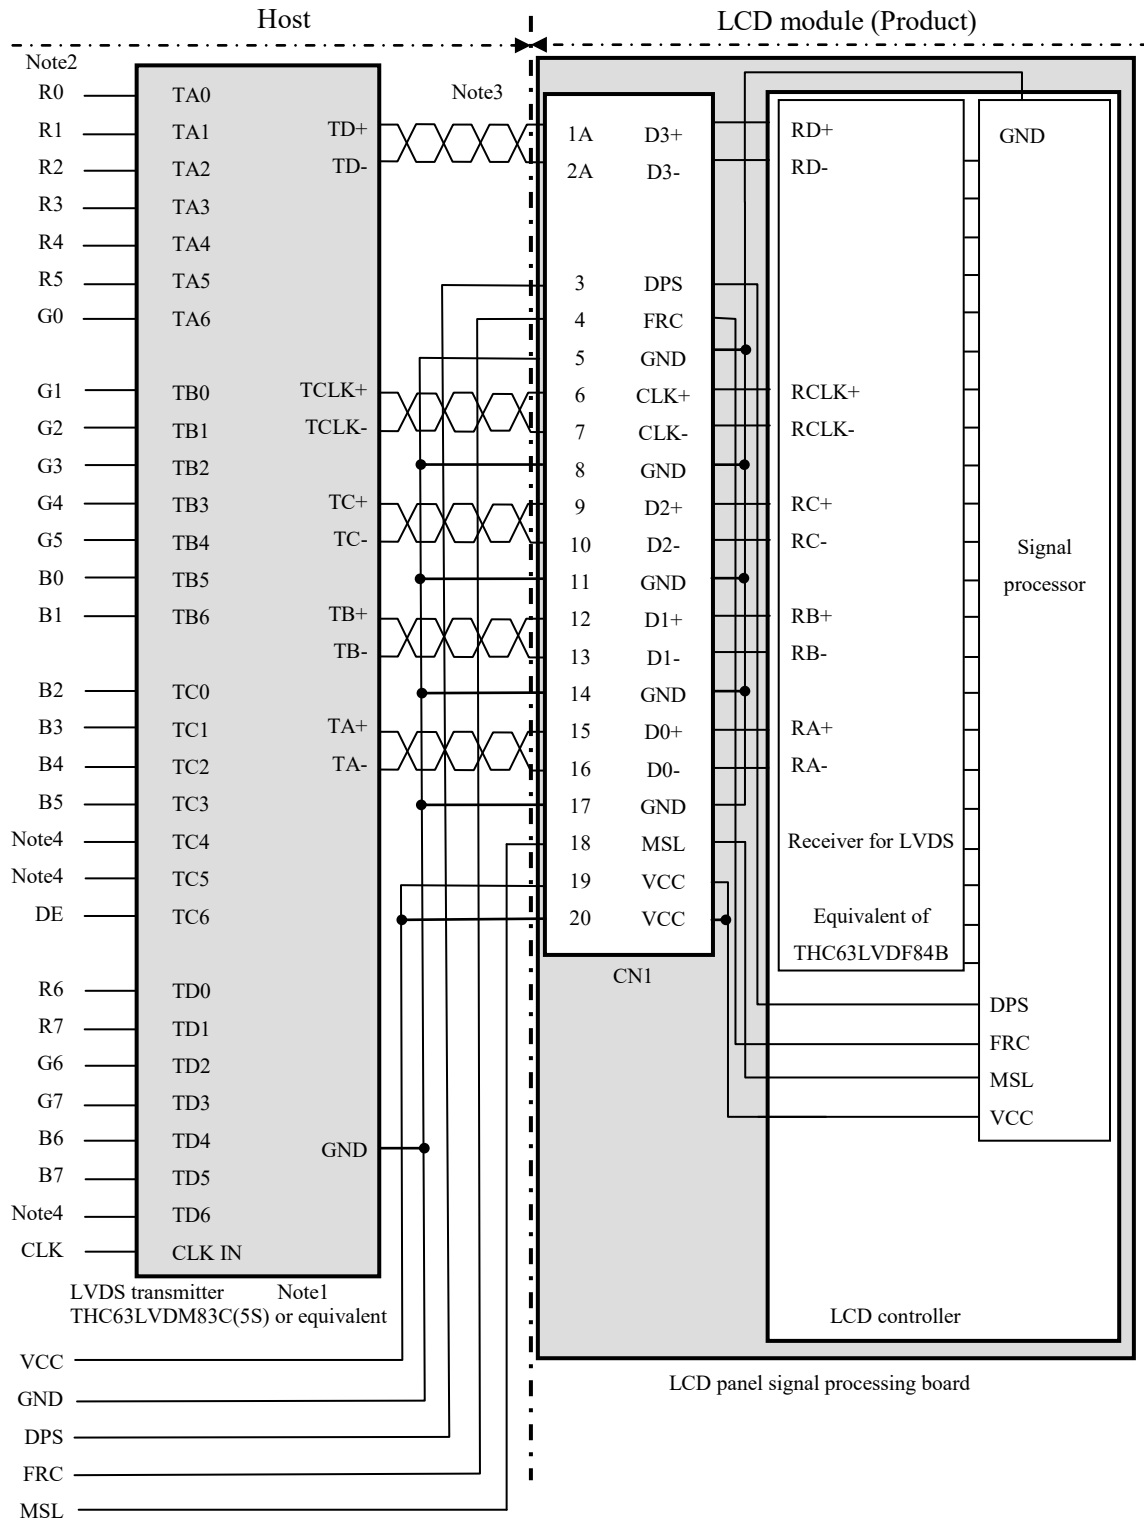 Host
LCD module (Product)
Note2
Note3
R0 TA0
R1 TA1 TD+
R2 TA2 TD-
R3 TA3
R4 TA4
R5 TA5
G0 TA6
G1 TB0 TCLK+
G2 TB1 TCLK-
G3 TB2
G4 TB3 TC+
G5 TB4 TC-
B0 TB5
B1 TB6 TB+
TB-
B2 TC0
B3 TC1 TA+
B4 TC2 TA-
B5 TC3
Note4 TC4
Note4 TC5
DE TC6
R6 TD0
R7 TD1
G6 TD2
G7 TD3
B6 TD4 GND
B7 TD5
Note4 TD6
CLK CLK IN
LVDS transmitter Note1
THC63LVDM83C(5S) or equivalent
VCC
GND
DPS
FRC
MSL
1A D3+
2A D3-
3 DPS
4 FRC
5 GND
6 CLK+
7 CLK-
8 GND
9 D2+
10 D2-
11 GND
12 D1+
13 D1-
14 GND
15 D0+
16 D0-
17 GND
18 MSL
19 VCC
20 VCC
CN1
RD+
RD-
RCLK+
RCLK-
RC+
RC-
RB+
RB-
RA+
RA-
Receiver for LVDS
Equivalent of
THC63LVDF84B
GND
Signal
processor
DPS
FRC
MSL
VCC
LCD controller
LCD panel signal processing board